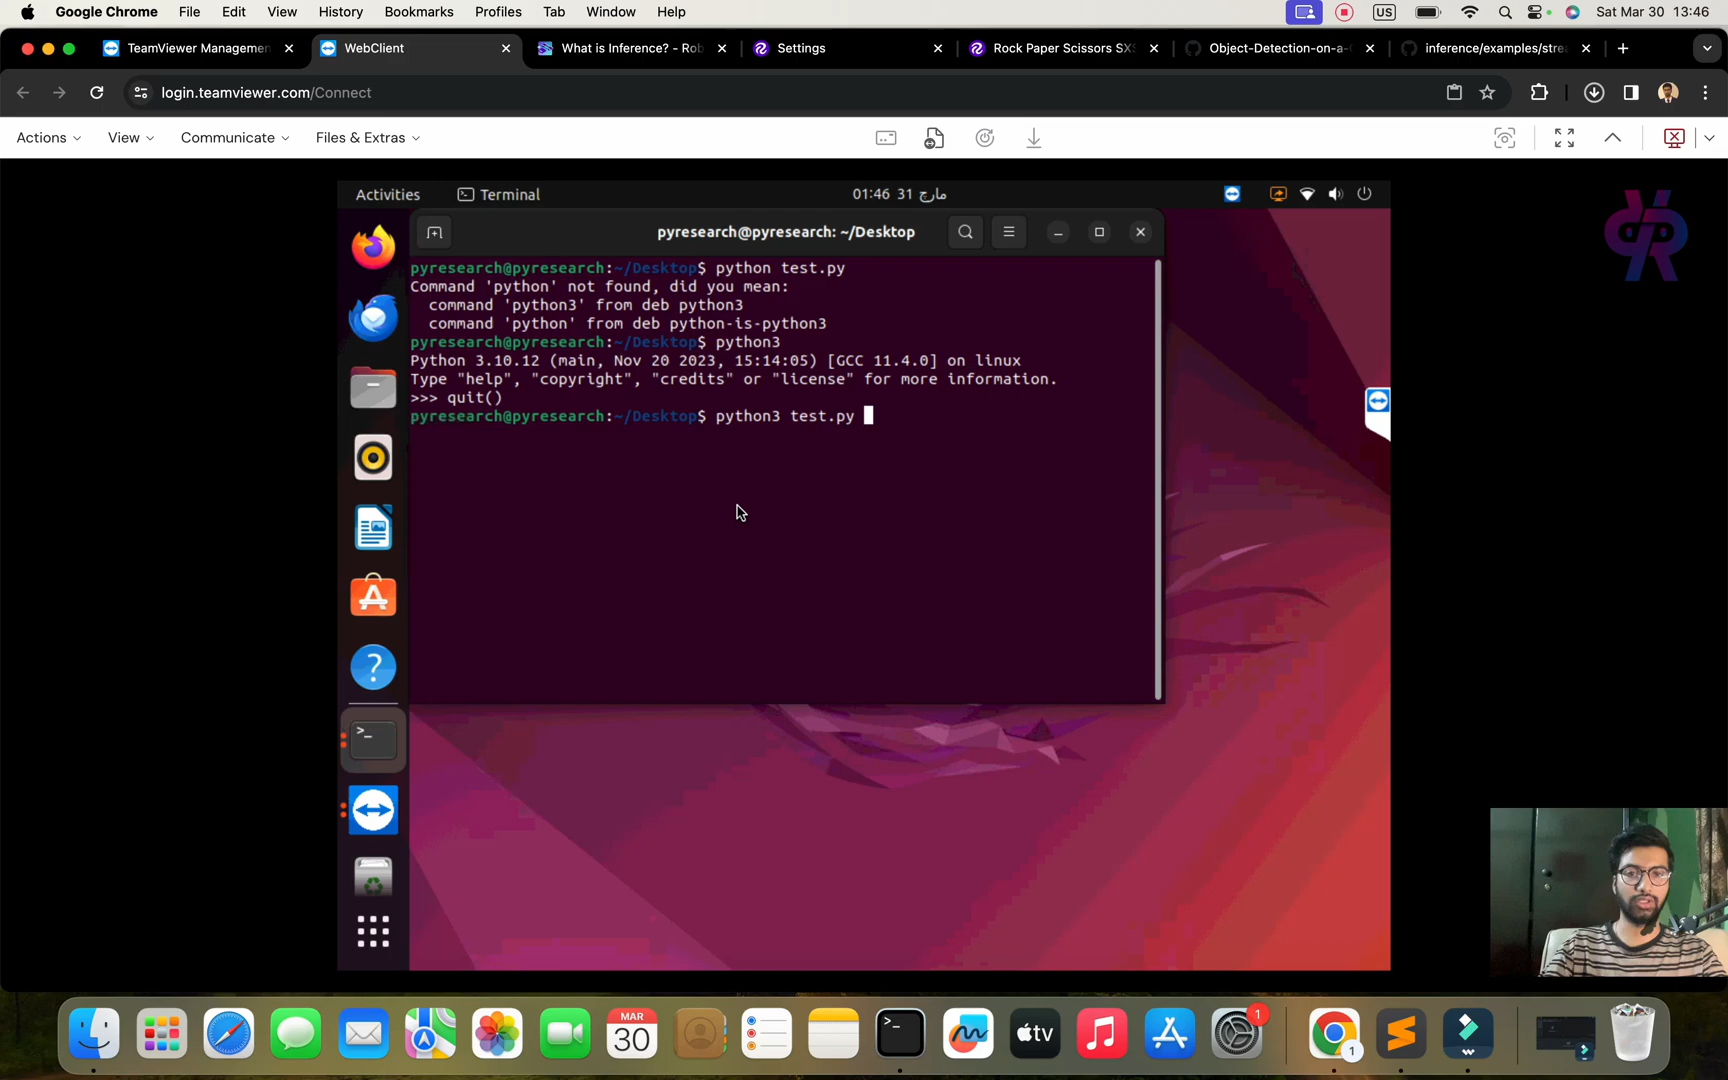 Google Chrome File Edit View History Bookmarks Profiles Tab Window Help US Sat Mar 30 13:46
TeamViewer Managemen WebClient What is Inference? - Rob Settings Rock Paper Scissors SXS Object-Detection-on-a- inference/examples/stre
login.teamviewer.com/Connect
Actions View Communicate Files & Extras
Activities Terminal 01:46 31 مارچ
pyresearch@pyresearch: ~/Desktop
pyresearch@pyresearch:~/Desktop$ python test.py
Command 'python' not found, did you mean:
command 'python3' from deb python3
command 'python' from deb python-is-python3
pyresearch@pyresearch:~/Desktop$ python3
Python 3.10.12 (main, Nov 20 2023, 15:14:05) [GCC 11.4.0] on linux
Type "help", "copyright", "credits" or "license" for more information.
>>> quit()
pyresearch@pyresearch:~/Desktop$ python3 test.py
MAR
30
tv
1
1